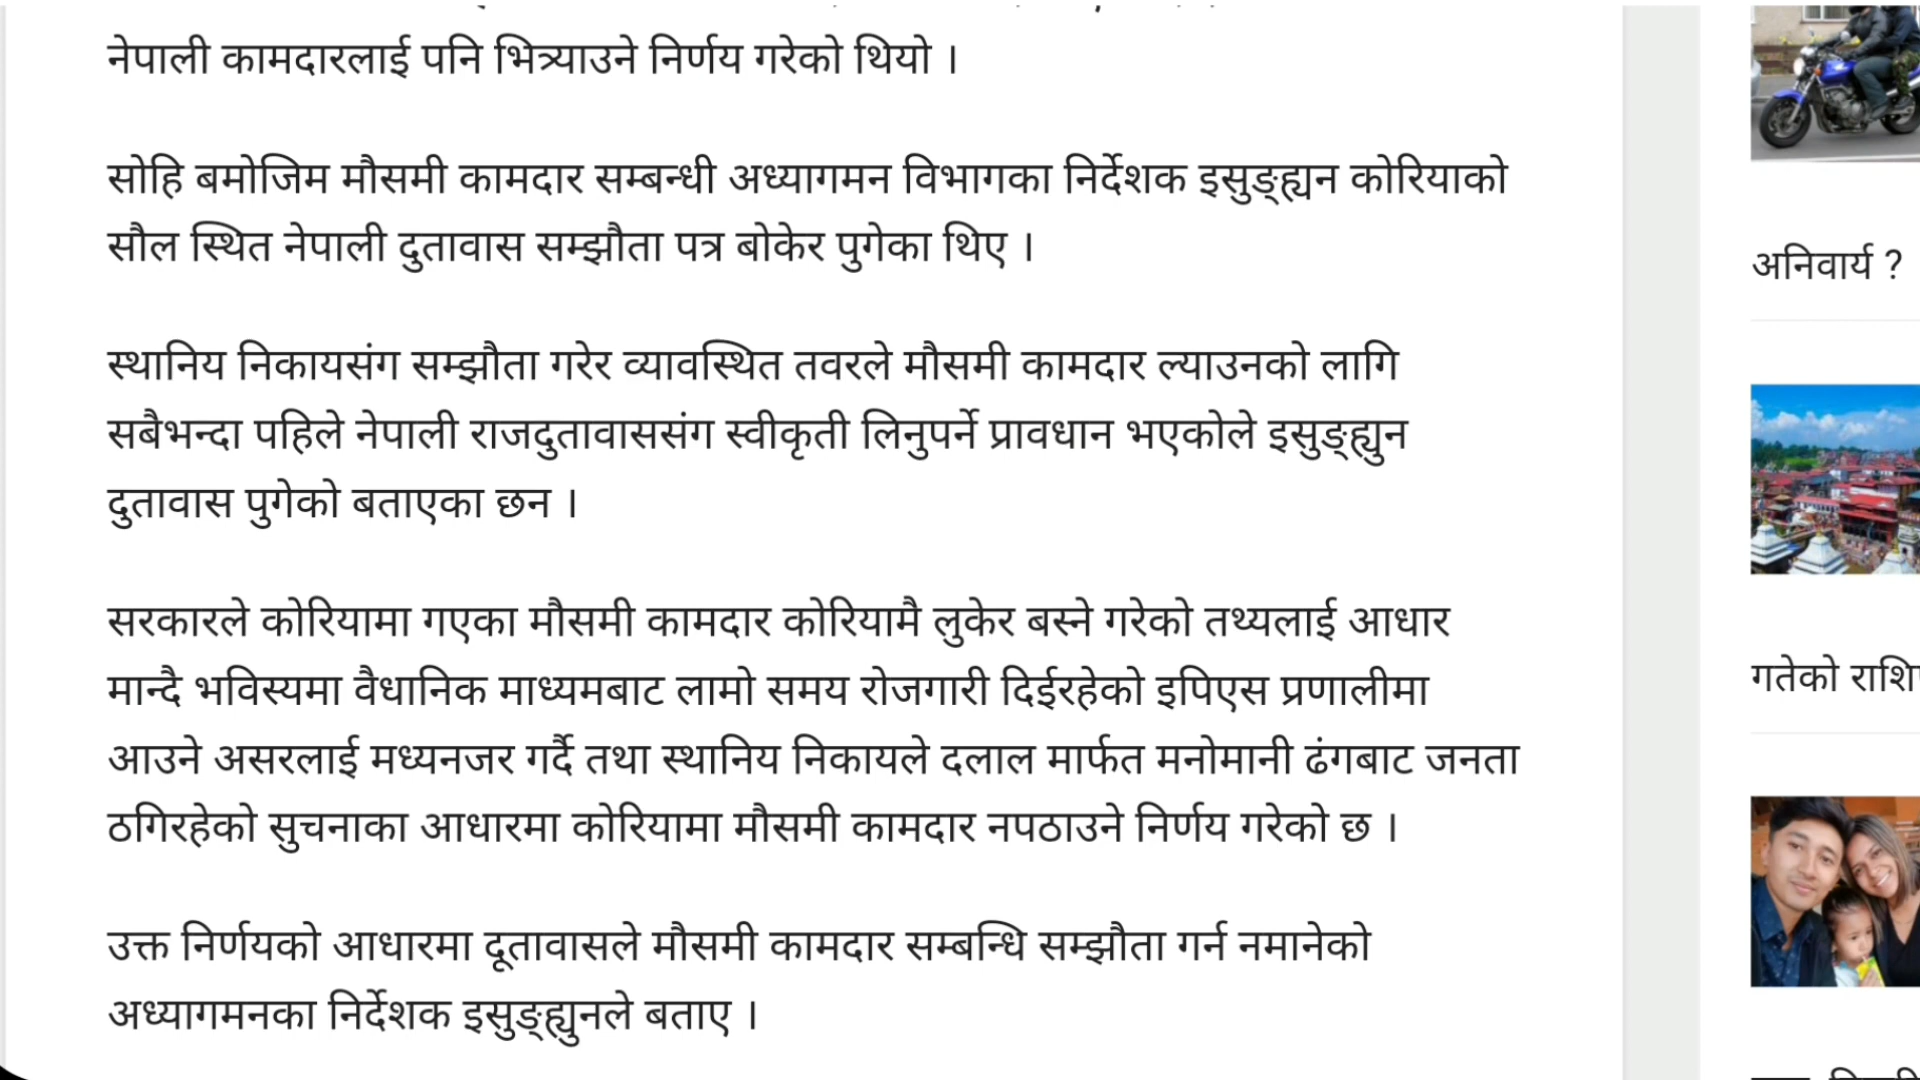 नेपाली कामदारलाई पनि भित्र्याउने निर्णय गरेको थियो ।
सोहि बमोजिम मौसमी कामदार सम्बन्धी अध्यागमन विभागका निर्देशक इसुङ्ह्यन कोरियाको
सौल स्थित नेपाली दुतावास सम्झौता पत्र बोकेर पुगेका थिए ।
स्थानिय निकायसंग सम्झौता गरेर व्यावस्थित तवरले मौसमी कामदार ल्याउनको लागि
सबैभन्दा पहिले नेपाली राजदुतावाससंग स्वीकृती लिनुपर्ने प्रावधान भएकोले इसुङ्ह्युन
दुतावास पुगेको बताएका छन ।
सरकारले कोरियामा गएका मौसमी कामदार कोरियामै लुकेर बस्ने गरेको तथ्यलाई आधार
मान्दै भविस्यमा वैधानिक माध्यमबाट लामो समय रोजगारी दिईरहेको इपिएस प्रणालीमा
आउने असरलाई मध्यनजर गर्दै तथा स्थानिय निकायले दलाल मार्फत मनोमानी ढंगबाट जनता
ठगिरहेको सुचनाका आधारमा कोरियामा मौसमी कामदार नपठाउने निर्णय गरेको छ ।
उक्त निर्णयको आधारमा दूतावासले मौसमी कामदार सम्बन्धि सम्झौता गर्न नमानेको
अध्यागमनका निर्देशक इसुङ्ह्युनले बताए ।
अनिवार्य ?
गतेको